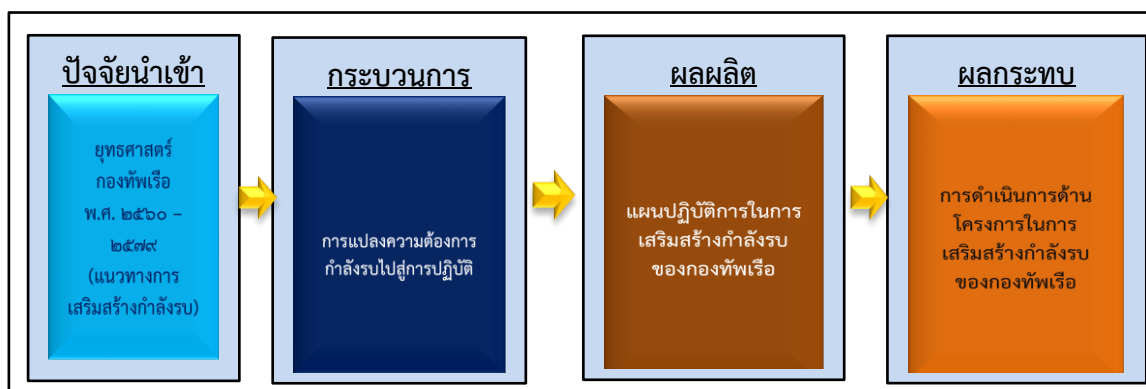 ปัจจัยนำเข้า
ยุทธศาสตร์
กองทัพเรือ
พ.ศ. ๒๕๖๐ –
๒๕๗๙
(แนวทางการ
เสริมสร้างกำลังรบ)
กระบวนการ
การแปลงความต้องการ
กำลังรบไปสู่การปฏิบัติ
ผลผลิต
แผนปฏิบัติการในการ
เสริมสร้างกำลังรบ
ของกองทัพเรือ
ผลกระทบ
การดำเนินการด้าน
โครงการในการ
เสริมสร้างกำลังรบ
ของกองทัพเรือ